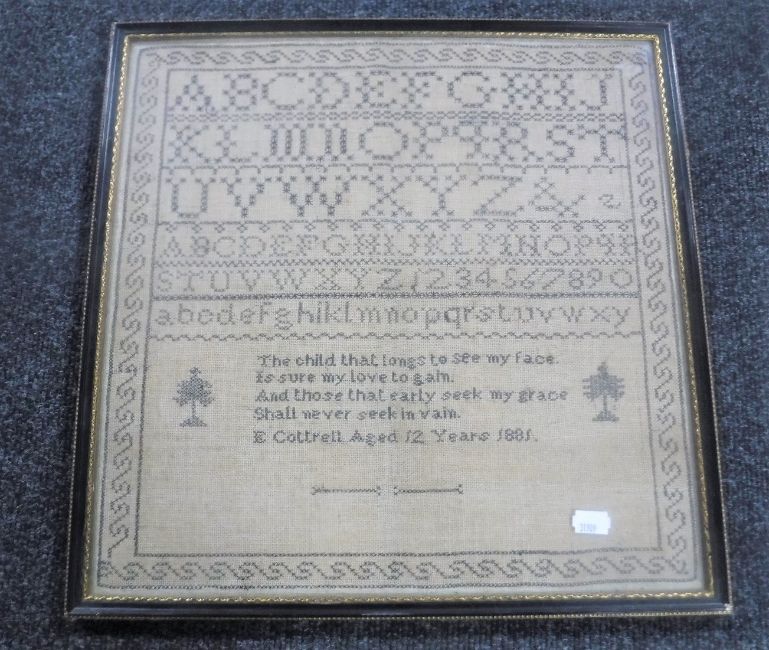 ABCDEFGHIJ
KLMNOPQRST
UVWXYZ&
ABCDEFGHIJKLMNOPQR
STUVWXYZ1234567890
abcdefghiklmnopqrstuvwxy
The child that longs to see my face.
Is sure my love to gain.
And those that early seek my grace
Shall never seek in vain.
E Cottrell Aged 12 Years 1881.